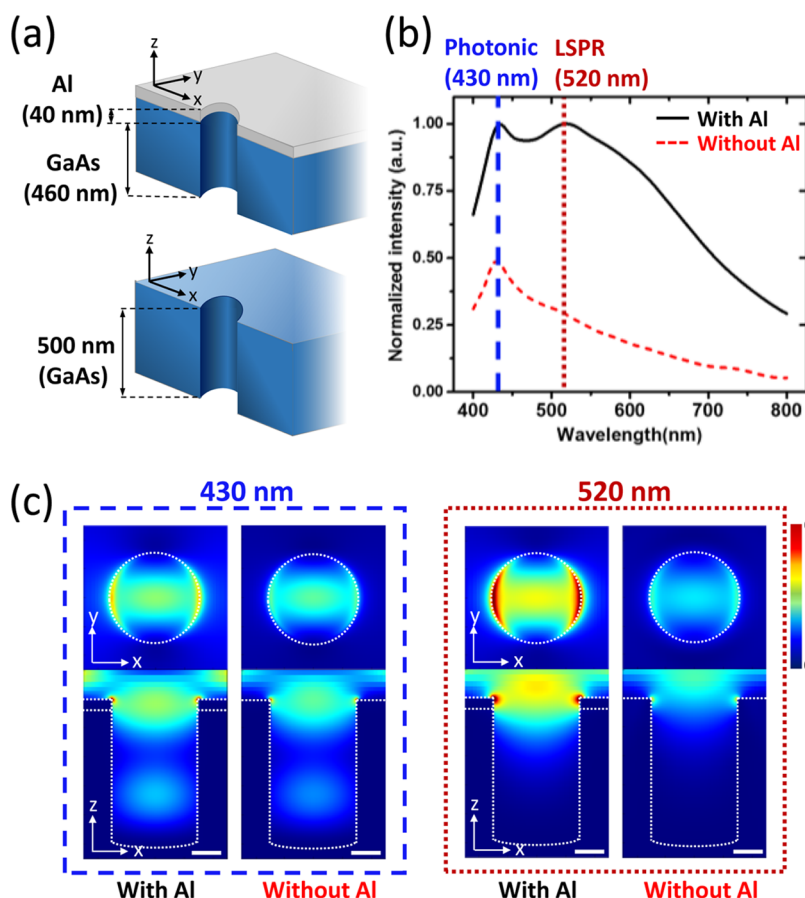 (a)
z
y
x
Al
(40 nm)
GaAs
(460 nm)
z
y
x
500 nm
(GaAs)
(b)
Photonic
(430 nm)
LSPR
(520 nm)
With Al
Without Al
Normalized intensity (a.u.)
1.00
0.75
0.50
0.25
0.00
400
500
600
700
800
Wavelength(nm)
(c)
430 nm
520 nm
y
x
z
x
y
x
z
x
With Al
Without Al
With Al
Without Al